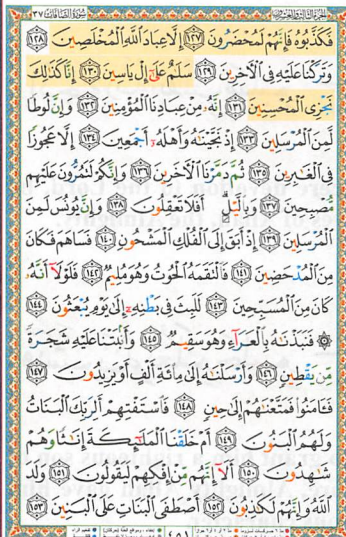 الجزء الثالث والعشرون سورة الصافات ٣٧
فَكَذَّبُوهُ فَإِنَّهُمْ لَمُحْضَرُونَ ١٢٧ إِلَّا عِبَادَ اللَّهِ الْمُخْلَصِينَ ١٢٨
وَتَرَكْنَا عَلَيْهِ فِي الْآخِرِينَ ١٢٩ سَلَامٌ عَلَىٰ إِلْ يَاسِينَ ١٣٠ إِنَّا كَذَٰلِكَ
نَجْزِي الْمُحْسِنِينَ ١٣١ إِنَّهُ مِنْ عِبَادِنَا الْمُؤْمِنِينَ ١٣٢ وَإِنَّ لُوطًا
لَمِنَ الْمُرْسَلِينَ ١٣٣ إِذْ نَجَّيْنَاهُ وَأَهْلَهُ أَجْمَعِينَ ١٣٤ إِلَّا عَجُوزًا
فِي الْغَابِرِينَ ١٣٥ ثُمَّ دَمَّرْنَا الْآخَرِينَ ١٣٦ وَإِنَّكُمْ لَتَمُرُّونَ عَلَيْهِمْ
مُصْبِحِينَ ١٣٧ وَبِاللَّيْلِ ۗ أَفَلَا تَعْقِلُونَ ١٣٨ وَإِنَّ يُونُسَ لَمِنَ
الْمُرْسَلِينَ ١٣٩ إِذْ أَبَقَ إِلَى الْفُلْكِ الْمَشْحُونِ ١٤٠ فَسَاهَمَ فَكَانَ
مِنَ الْمُدْحَضِينَ ١٤١ فَالْتَقَمَهُ الْحُوتُ وَهُوَ مُلِيمٌ ١٤٢ فَلَوْلَا أَنَّهُ
كَانَ مِنَ الْمُسَبِّحِينَ ١٤٣ لَلَبِثَ فِي بَطْنِهِ إِلَىٰ يَوْمِ يُبْعَثُونَ ١٤٤
۞ فَنَبَذْنَاهُ بِالْعَرَاءِ وَهُوَ سَقِيمٌ ١٤٥ وَأَنْبَتْنَا عَلَيْهِ شَجَرَةً
مِنْ يَقْطِينٍ ١٤٦ وَأَرْسَلْنَاهُ إِلَىٰ مِائَةِ أَلْفٍ أَوْ يَزِيدُونَ ١٤٧
فَآمَنُوا فَمَتَّعْنَاهُمْ إِلَىٰ حِينٍ ١٤٨ فَاسْتَفْتِهِمْ أَلِرَبِّكَ الْبَنَاتُ
وَلَهُمُ الْبَنُونَ ١٤٩ أَمْ خَلَقْنَا الْمَلَائِكَةَ إِنَاثًا وَهُمْ
شَاهِدُونَ ١٥٠ أَلَا إِنَّهُمْ مِنْ إِفْكِهِمْ لَيَقُولُونَ ١٥١ وَلَدَ
اللَّهُ وَإِنَّهُمْ لَكَاذِبُونَ ١٥٢ أَصْطَفَى الْبَنَاتِ عَلَى الْبَنِينَ ١٥٣
٤٥١